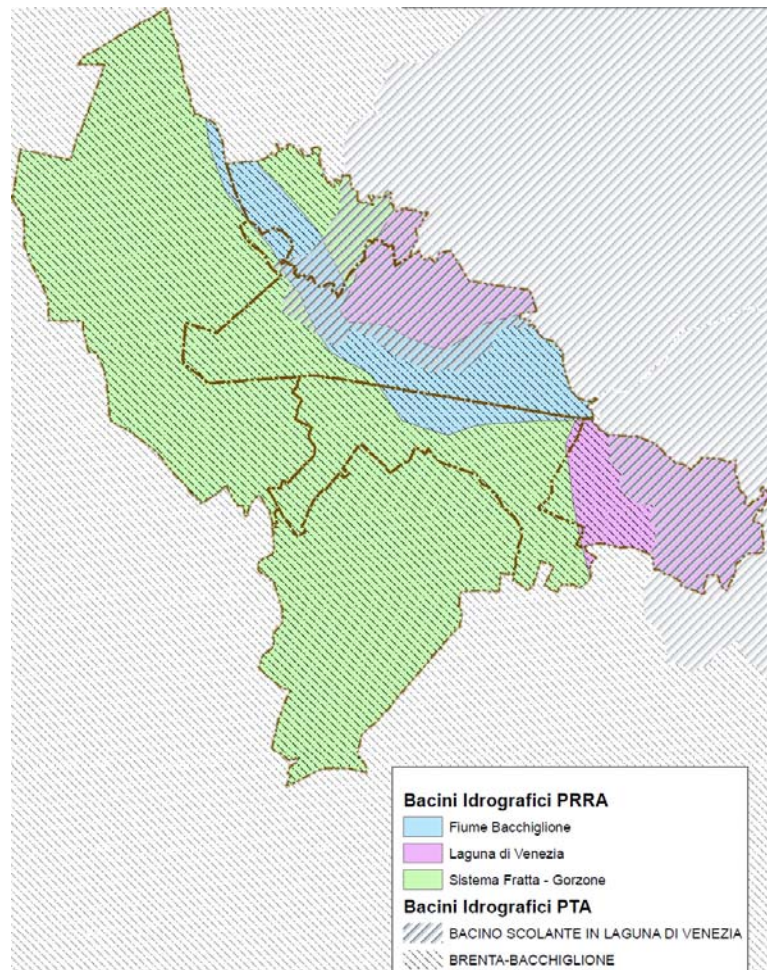 Bacini Idrografici PRRA
Fiume Bacchiglione
Laguna di Venezia
Sistema Fratta - Gorzone
Bacini Idrografici PTA
BACINO SCOLANTE IN LAGUNA DI VENEZIA
BRENTA-BACCHIGLIONE